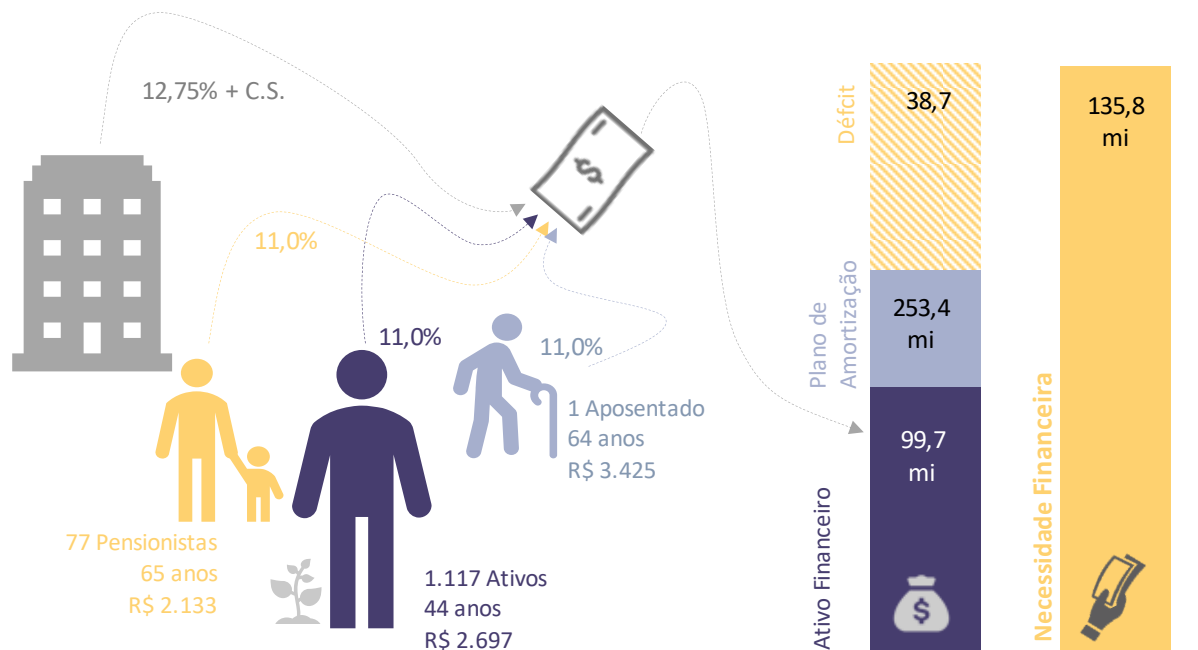 12,75% + C.S.
11,0%
11,0%
11,0%
1 Aposentado
64 anos
R$ 3.425
77 Pensionistas
65 anos
R$ 2.133
1.117 Ativos
44 anos
R$ 2.697
$
Défcit
38,7
Plano de
Amortização
253,4
mi
Ativo Financeiro
99,7
mi
$
Necessidade Financeira
135,8
mi